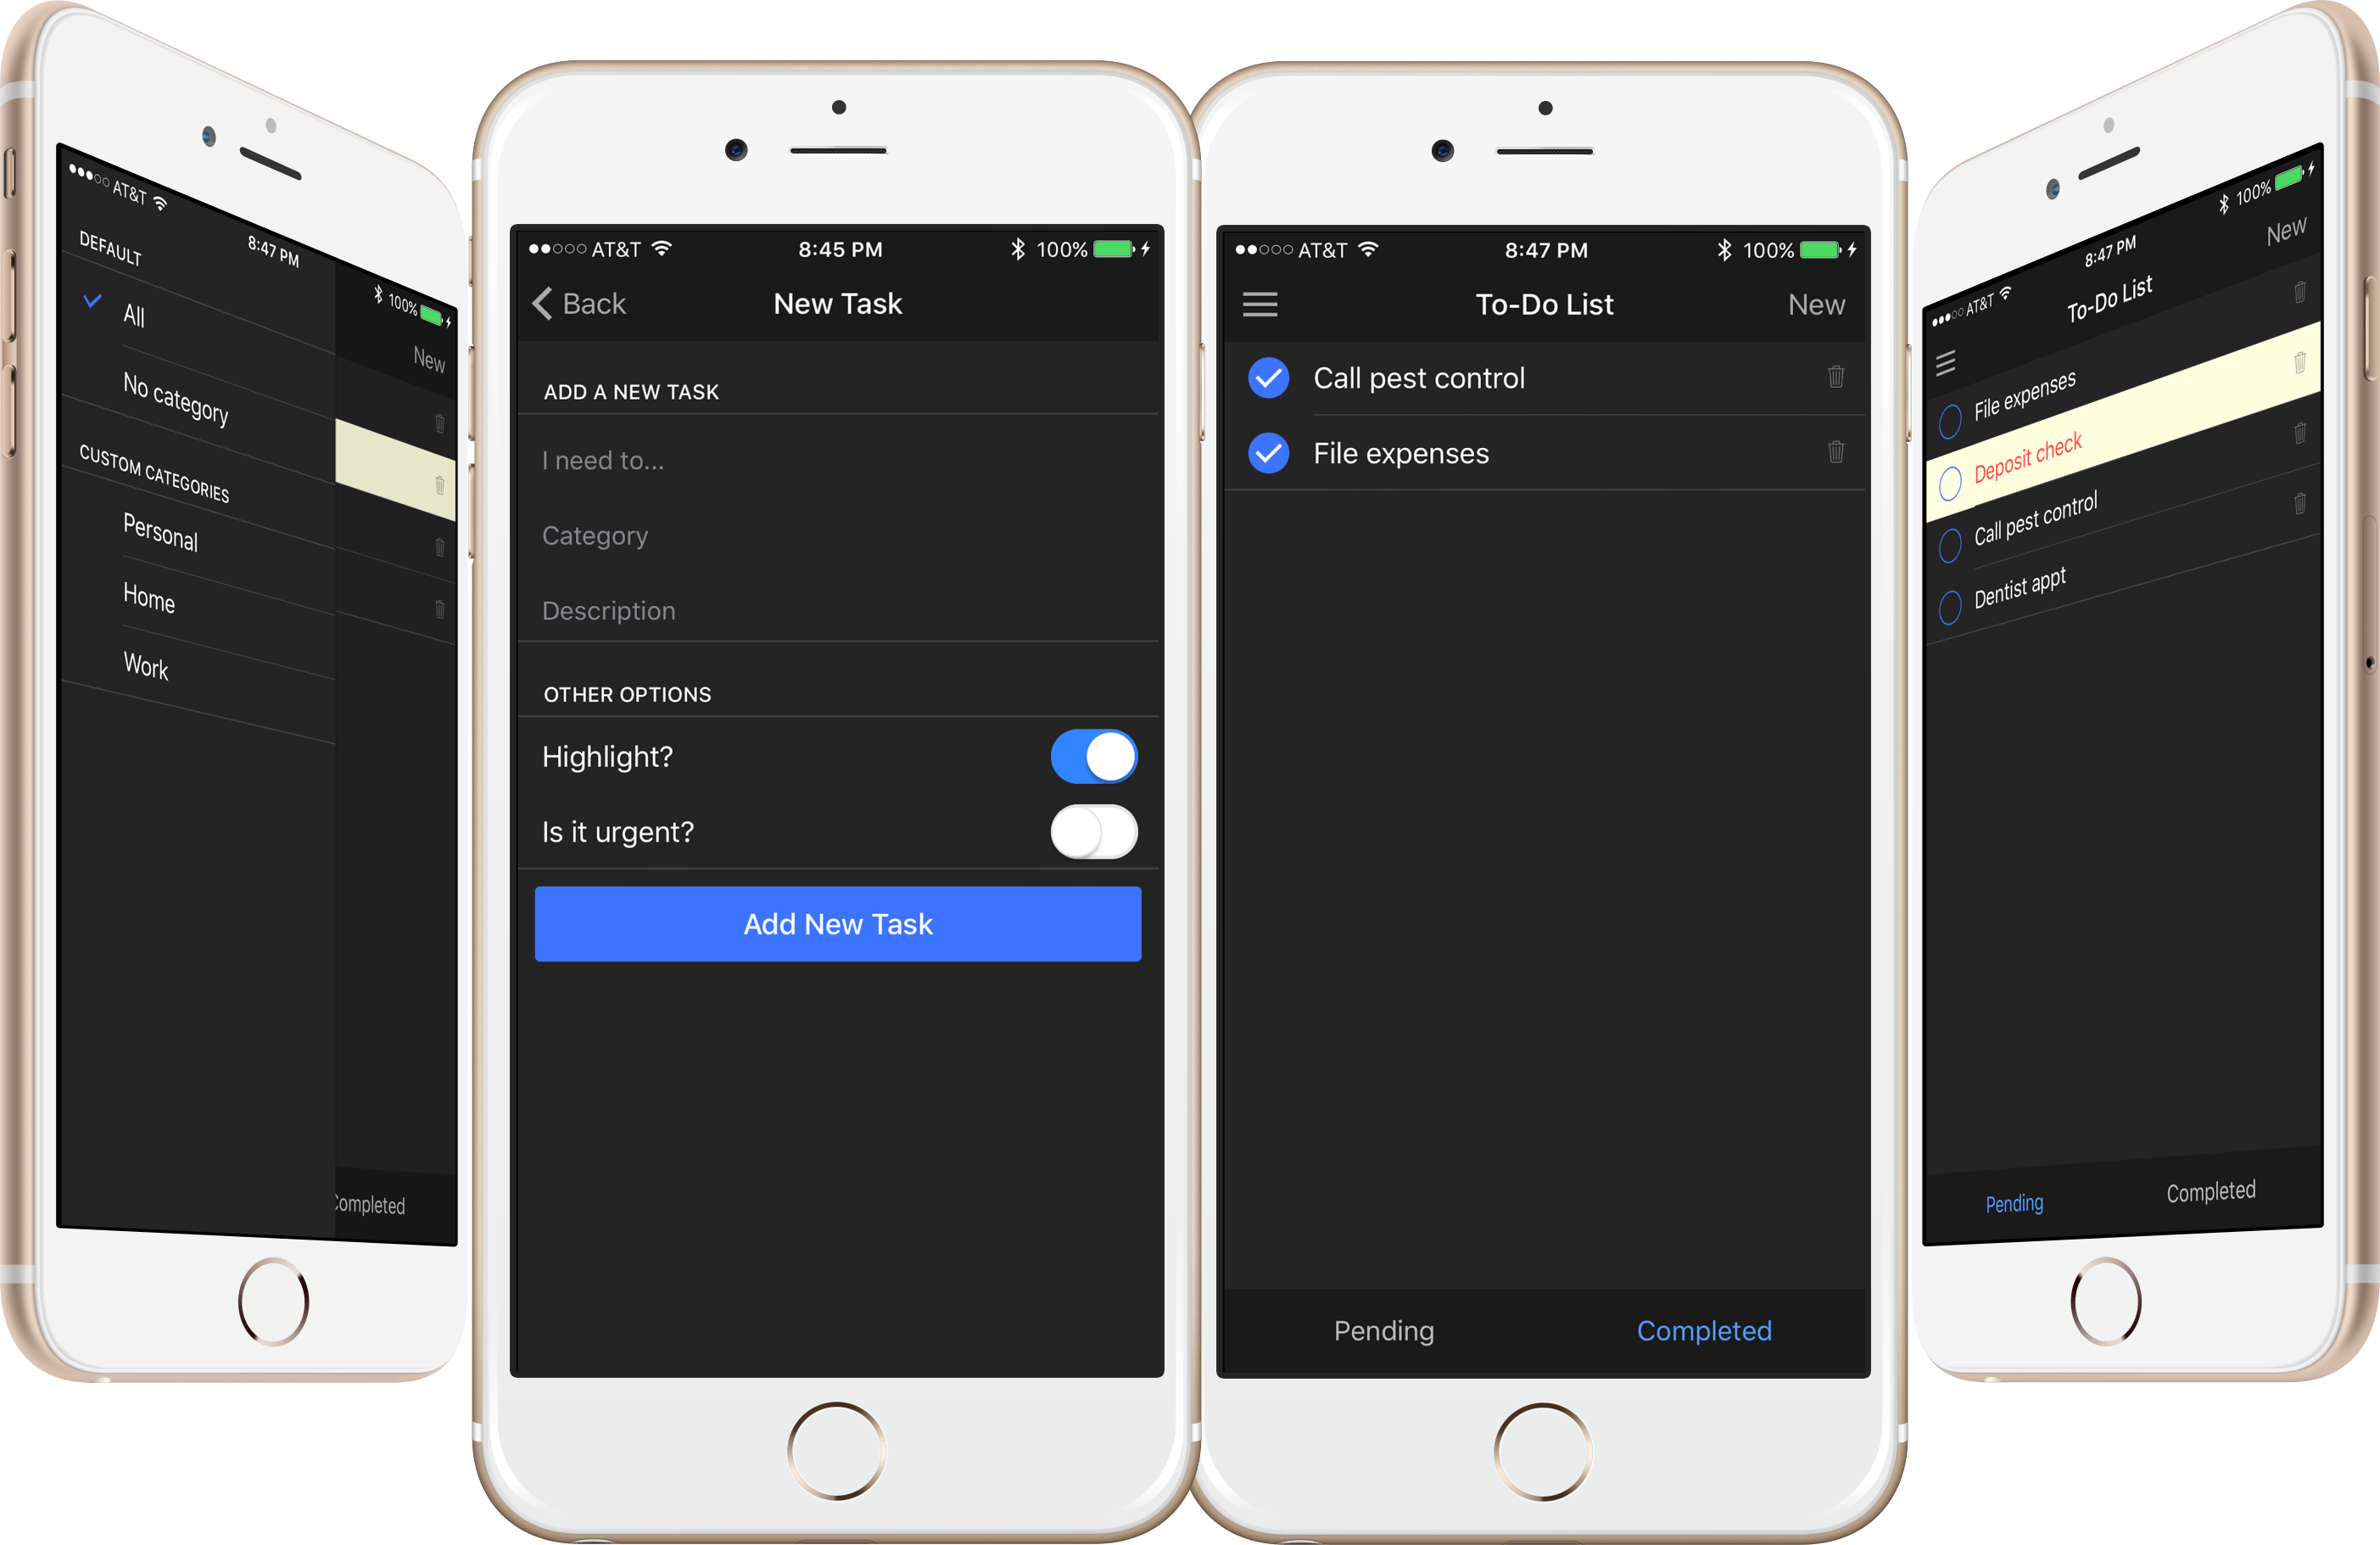 AT&T
8:47 PM
100%
DEFAULT
All
No category
CUSTOM CATEGORIES
Personal
Home
Work
New
Completed
AT&T 8:45 PM 100%
Back New Task
ADD A NEW TASK
I need to...
Category
Description
OTHER OPTIONS
Highlight?
Is it urgent?
Add New Task
AT&T 8:47 PM 100%
To-Do List New
Call pest control
File expenses
Pending Completed
AT&T 8:47 PM 100%
To-Do List New
File expenses
Deposit check
Call pest control
Dentist appt
Pending Completed